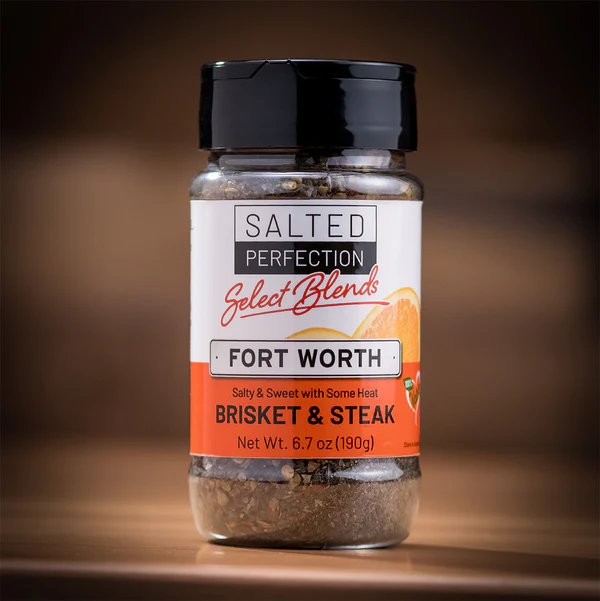 SALTED
PERFECTION
Select Blends
FORT WORTH
Salty & Sweet with Some Heat
BRISKET & STEAK
Net Wt. 6.7 oz (190g)